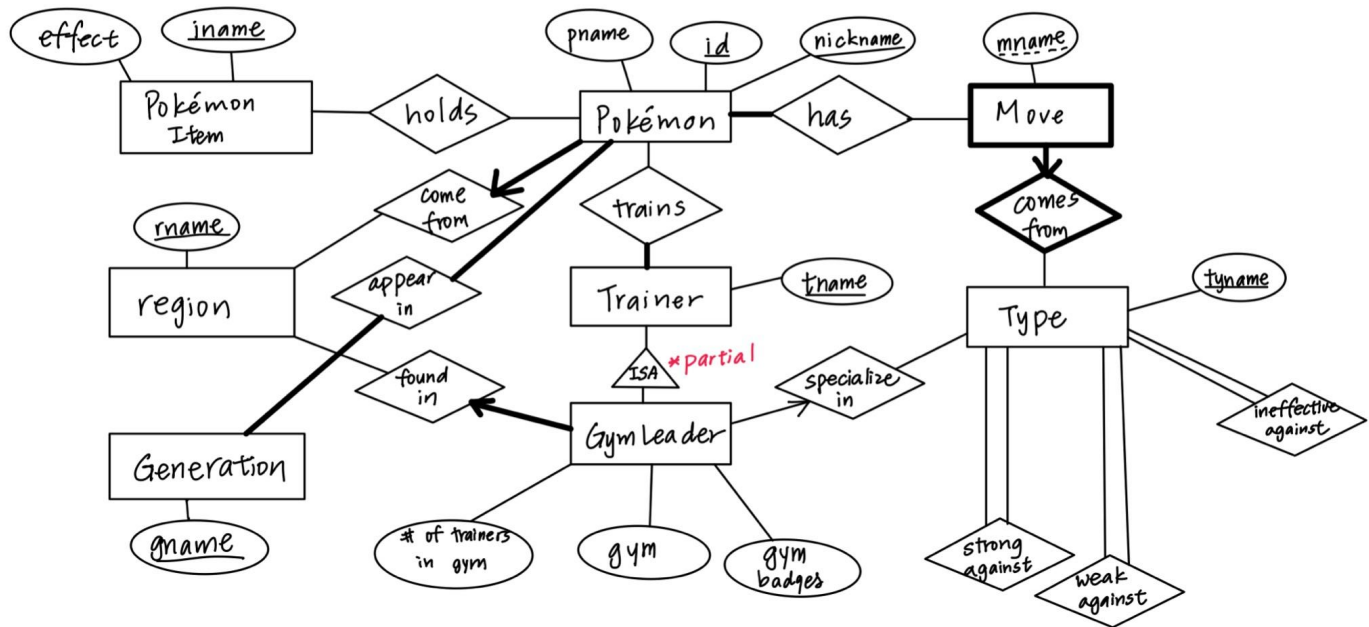 effect
iname
pname
id
nickname
mname
Pokémon
Item
holds
Pokémon
has
Move
come
from
trains
comes
from
rname
region
appear
in
Trainer
tname
Type
tyname
ISA
*partial
found
in
specialize
in
ineffective
against
Generation
Gym Leader
gname
# of trainers
in gym
gym
gym
badges
strong
against
weak
against